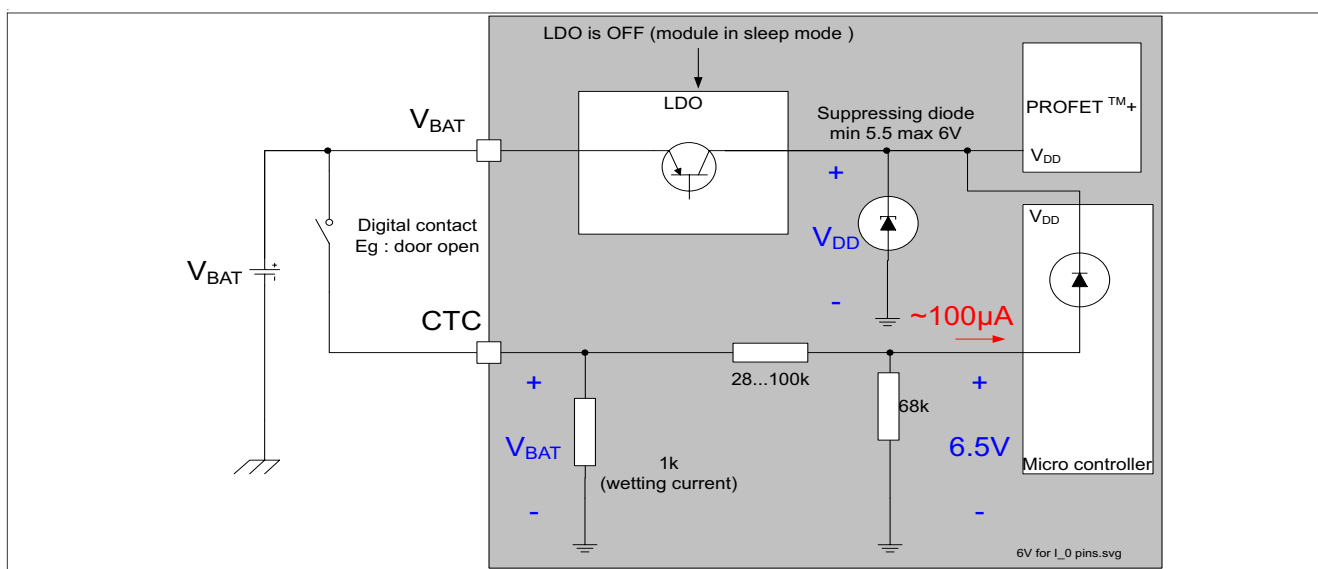 LDO is OFF (module in sleep mode )
LDO
PROFET TM+
VDD
VBAT
Suppressing diode
min 5.5 max 6V
+
VDD
-
VDD
Digital contact
Eg : door open
VBAT
+
-
CTC
~100µA
28...100k
+
VBAT
-
1k
(wetting current)
68k
+
6.5V
-
Micro controller
6V for I_0 pins.svg